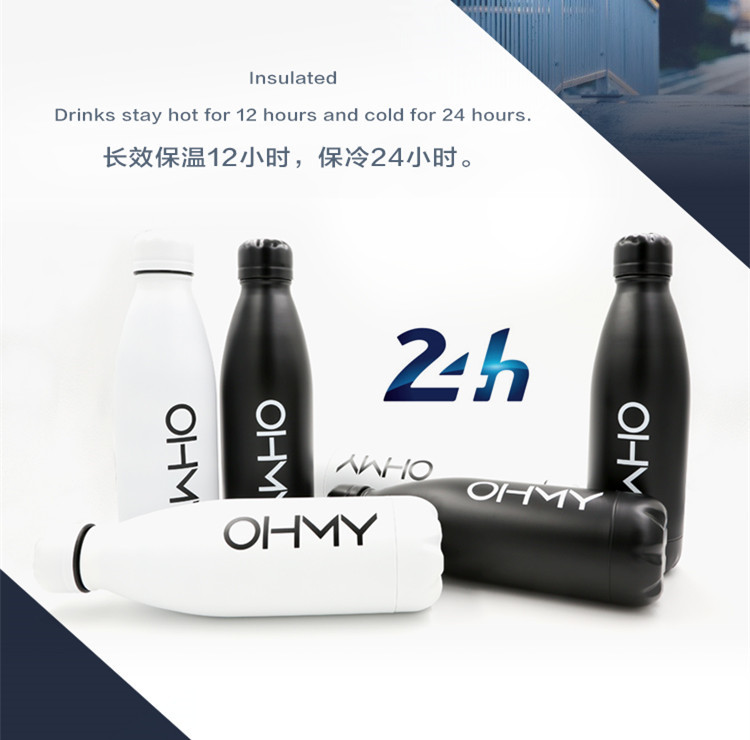 Insulated
Drinks stay hot for 12 hours and cold for 24 hours.
长效保温12小时，保冷24小时。
24h
OHMY
OHMY
OHMY
OHMY
OHMY
OHMY